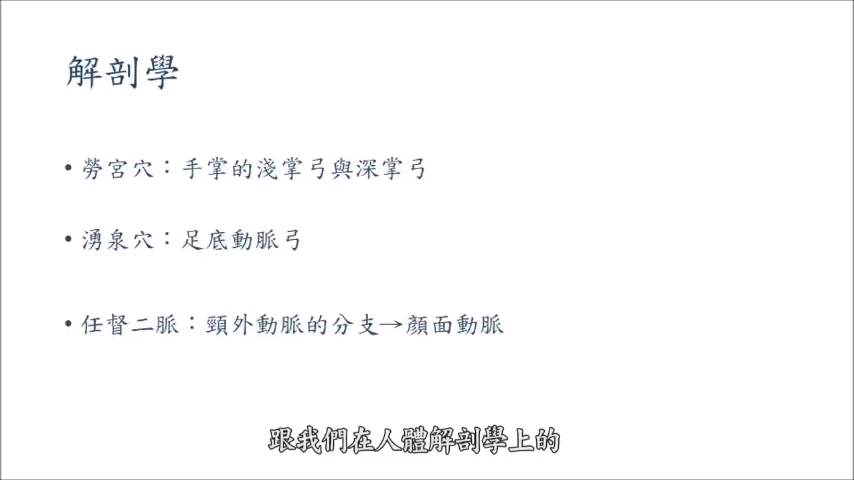 解剖學
• 勞宮穴：手掌的淺掌弓與深掌弓
• 湧泉穴：足底動脈弓
• 任督二脈：頸外動脈的分支→顏面動脈
跟我們在人體解剖學上的